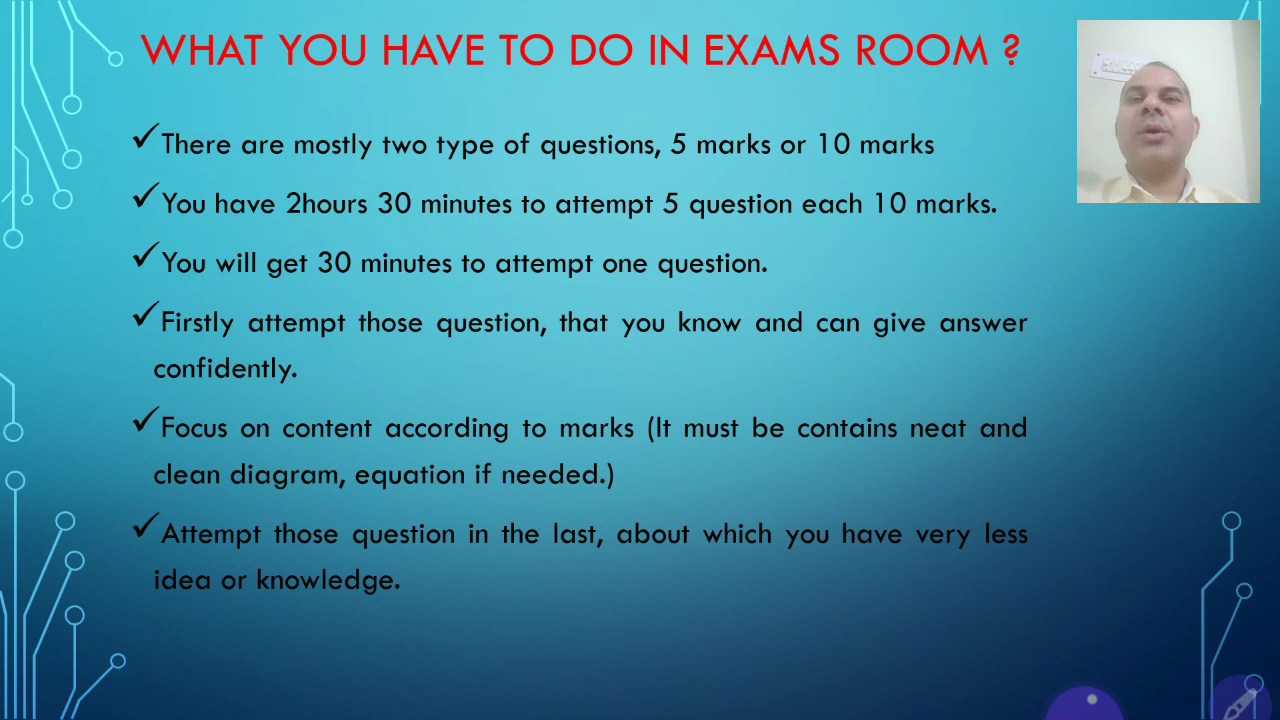 WHAT YOU HAVE TO DO IN EXAMS ROOM ?
✓There are mostly two type of questions, 5 marks or 10 marks
✓You have 2hours 30 minutes to attempt 5 question each 10 marks.
✓You will get 30 minutes to attempt one question.
✓Firstly attempt those question, that you know and can give answer
confidently.
✓Focus on content according to marks (It must be contains neat and
clean diagram, equation if needed.)
✓Attempt those question in the last, about which you have very less
idea or knowledge.